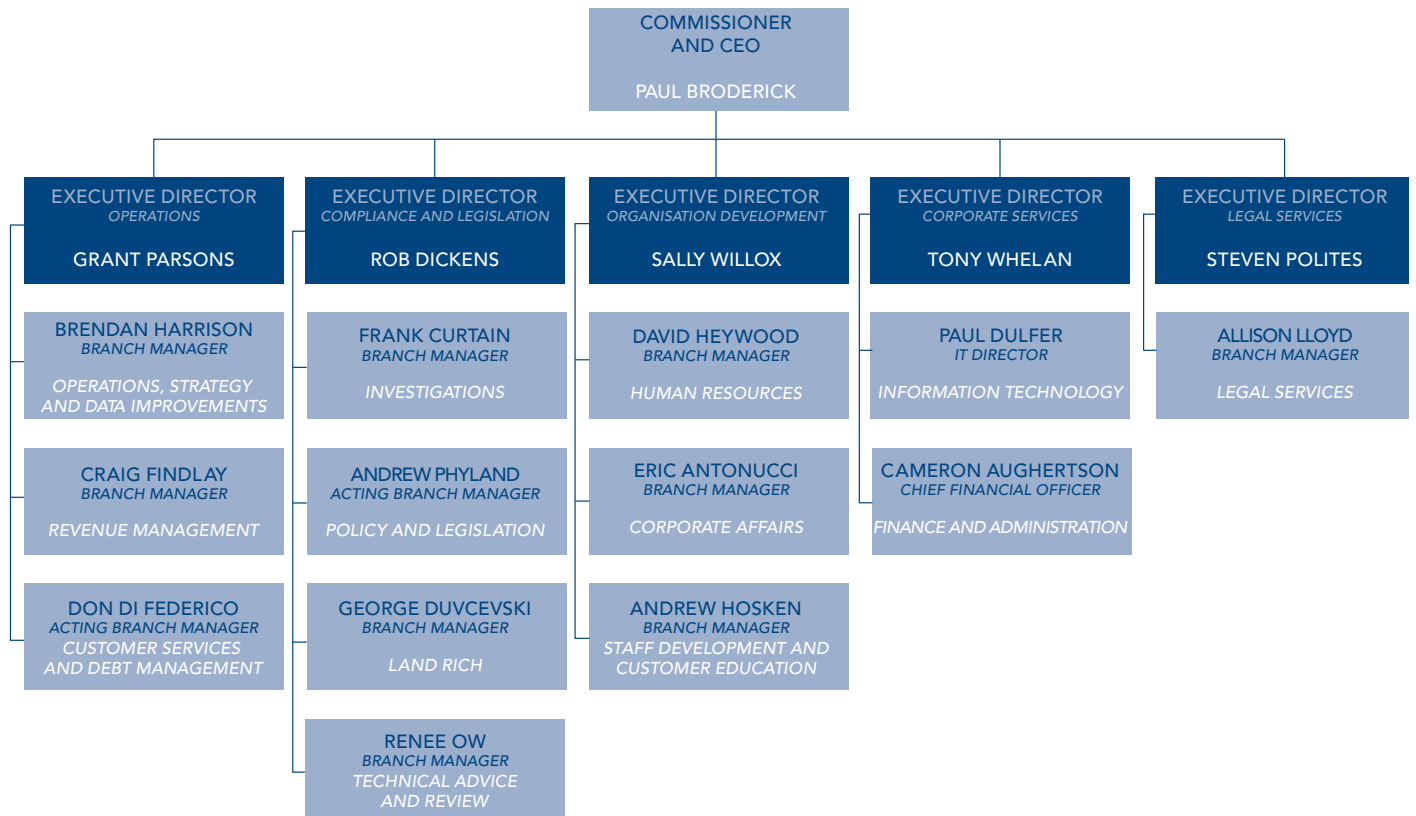 COMMISSIONER
AND CEO
PAUL BRODERICK
EXECUTIVE DIRECTOR
OPERATIONS
GRANT PARSONS
BRENDAN HARRISON
BRANCH MANAGER
OPERATIONS, STRATEGY
AND DATA IMPROVEMENTS
CRAIG FINDLAY
BRANCH MANAGER
REVENUE MANAGEMENT
DON DI FEDERICO
ACTING BRANCH MANAGER
CUSTOMER SERVICES
AND DEBT MANAGEMENT
EXECUTIVE DIRECTOR
COMPLIANCE AND LEGISLATION
ROB DICKENS
FRANK CURTAIN
BRANCH MANAGER
INVESTIGATIONS
ANDREW PHYLAND
ACTING BRANCH MANAGER
POLICY AND LEGISLATION
GEORGE DUVCEVSKI
BRANCH MANAGER
LAND RICH
RENEE OW
BRANCH MANAGER
TECHNICAL ADVICE
AND REVIEW
EXECUTIVE DIRECTOR
ORGANISATION DEVELOPMENT
SALLY WILLOX
DAVID HEYWOOD
BRANCH MANAGER
HUMAN RESOURCES
ERIC ANTONUCCI
BRANCH MANAGER
CORPORATE AFFAIRS
ANDREW HOSKEN
BRANCH MANAGER
STAFF DEVELOPMENT AND
CUSTOMER EDUCATION
EXECUTIVE DIRECTOR
CORPORATE SERVICES
TONY WHELAN
PAUL DULFER
IT DIRECTOR
INFORMATION TECHNOLOGY
CAMERON AUGHERTSON
CHIEF FINANCIAL OFFICER
FINANCE AND ADMINISTRATION
EXECUTIVE DIRECTOR
LEGAL SERVICES
STEVEN POLITES
ALLISON LLOYD
BRANCH MANAGER
LEGAL SERVICES